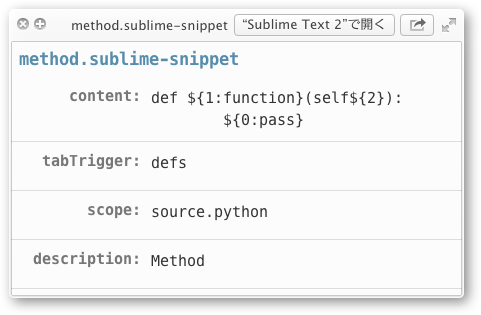 method.sublime-snippet “Sublime Text 2”で開く
method.sublime-snippet
content: def ${1:function}(self${2}):
${0:pass}
tabTrigger: defs
scope: source.python
description: Method